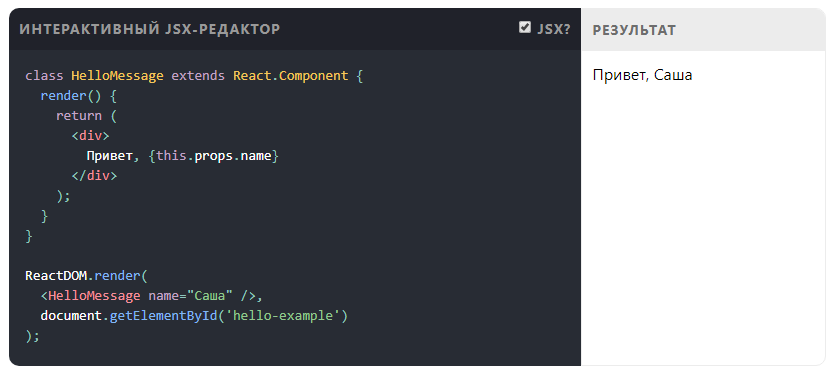 ИНТЕРАКТИВНЫЙ JSX-РЕДАКТОР
JSX?
РЕЗУЛЬТАТ
class HelloMessage extends React.Component {
  render() {
    return (
      <div>
        Привет, {this.props.name}
      </div>
    );
  }
}
ReactDOM.render(
  <HelloMessage name="Саша" />,
  document.getElementById('hello-example')
);
Привет, Саша